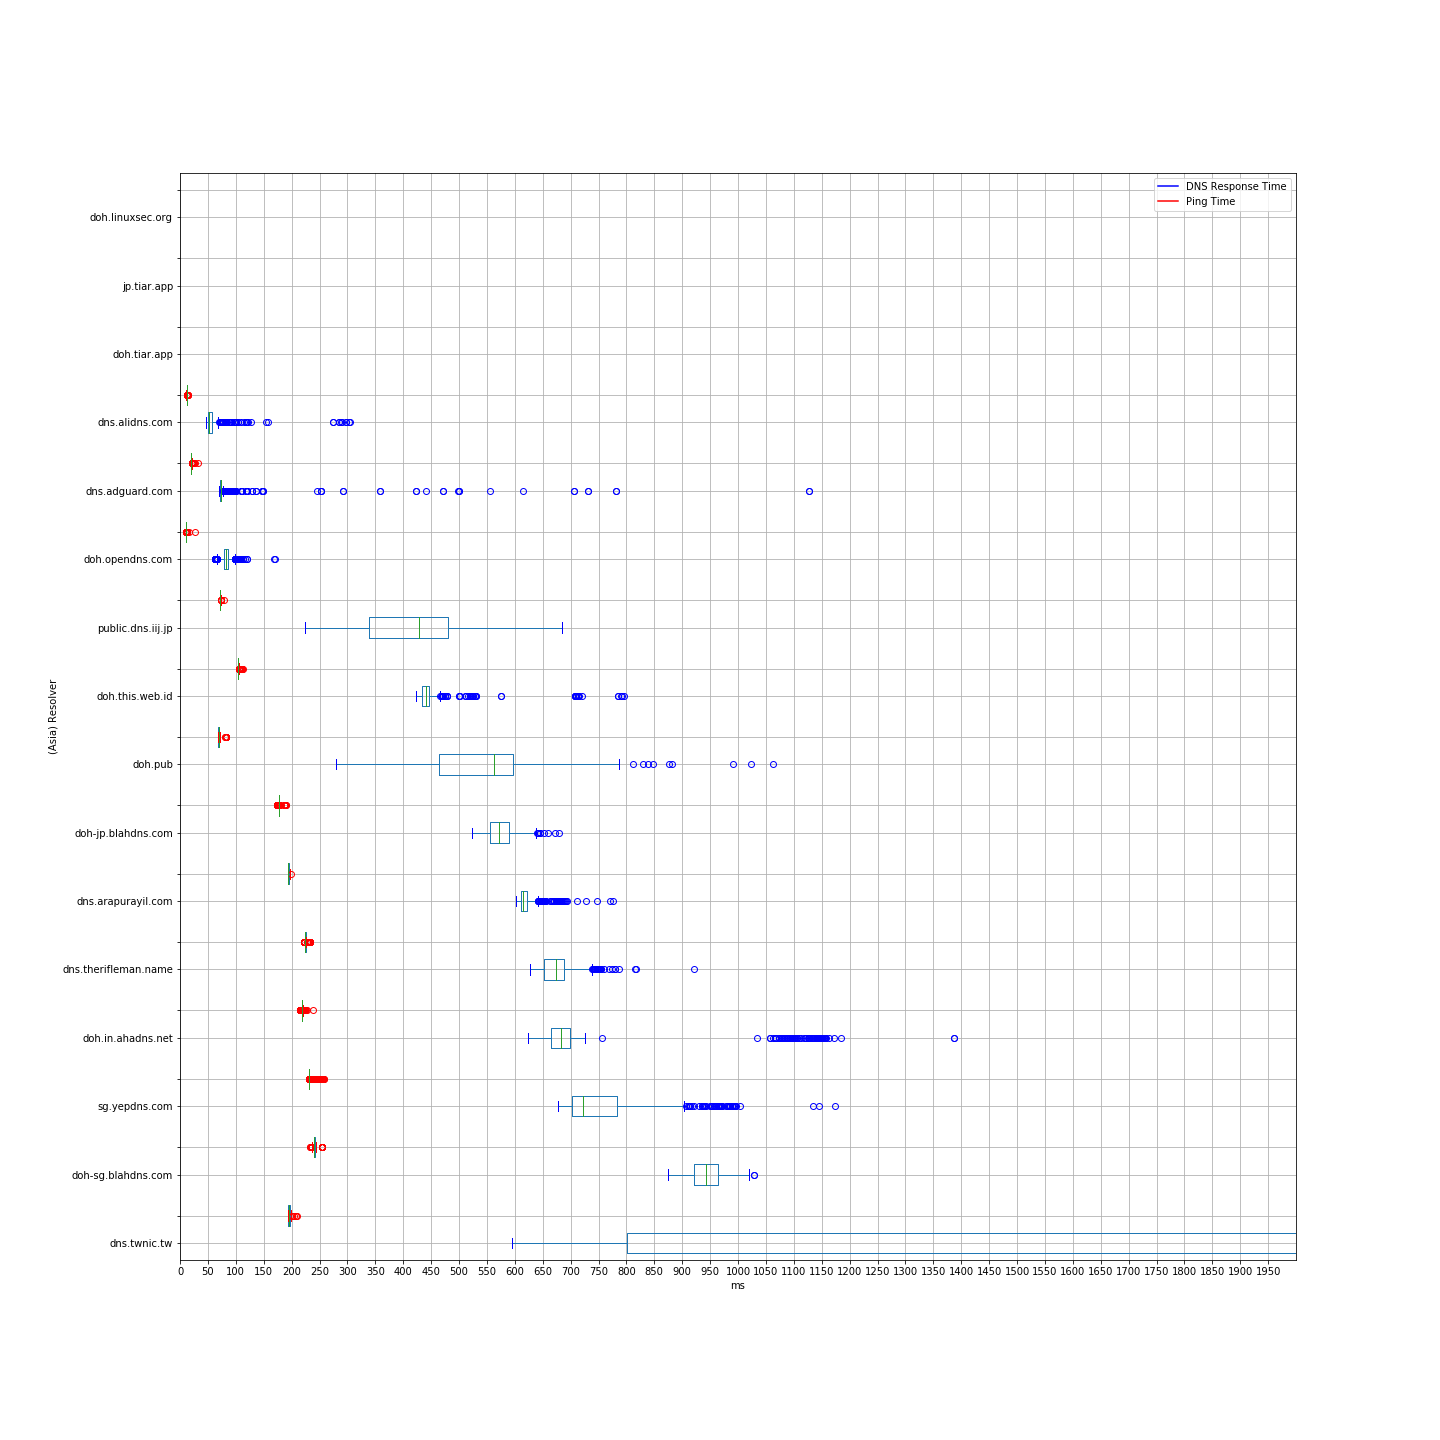 DNS Response Time
Ping Time
doh.linuxsec.org
jp.tiar.app
doh.tiar.app
dns.alidns.com
dns.adguard.com
doh.opendns.com
public.dns.iij.jp
doh.this.web.id
doh.pub
doh-jp.blahdns.com
dns.arapurayil.com
dns.therifleman.name
doh.in.ahadns.net
sg.yepdns.com
doh-sg.blahdns.com
dns.twnic.tw
(Asia) Resolver
0 50 100 150 200 250 300 350 400 450 500 550 600 650 700 750 800 850 900 950 1000 1050 1100 1150 1200 1250 1300 1350 1400 1450 1500 1550 1600 1650 1700 1750 1800 1850 1900 1950
ms